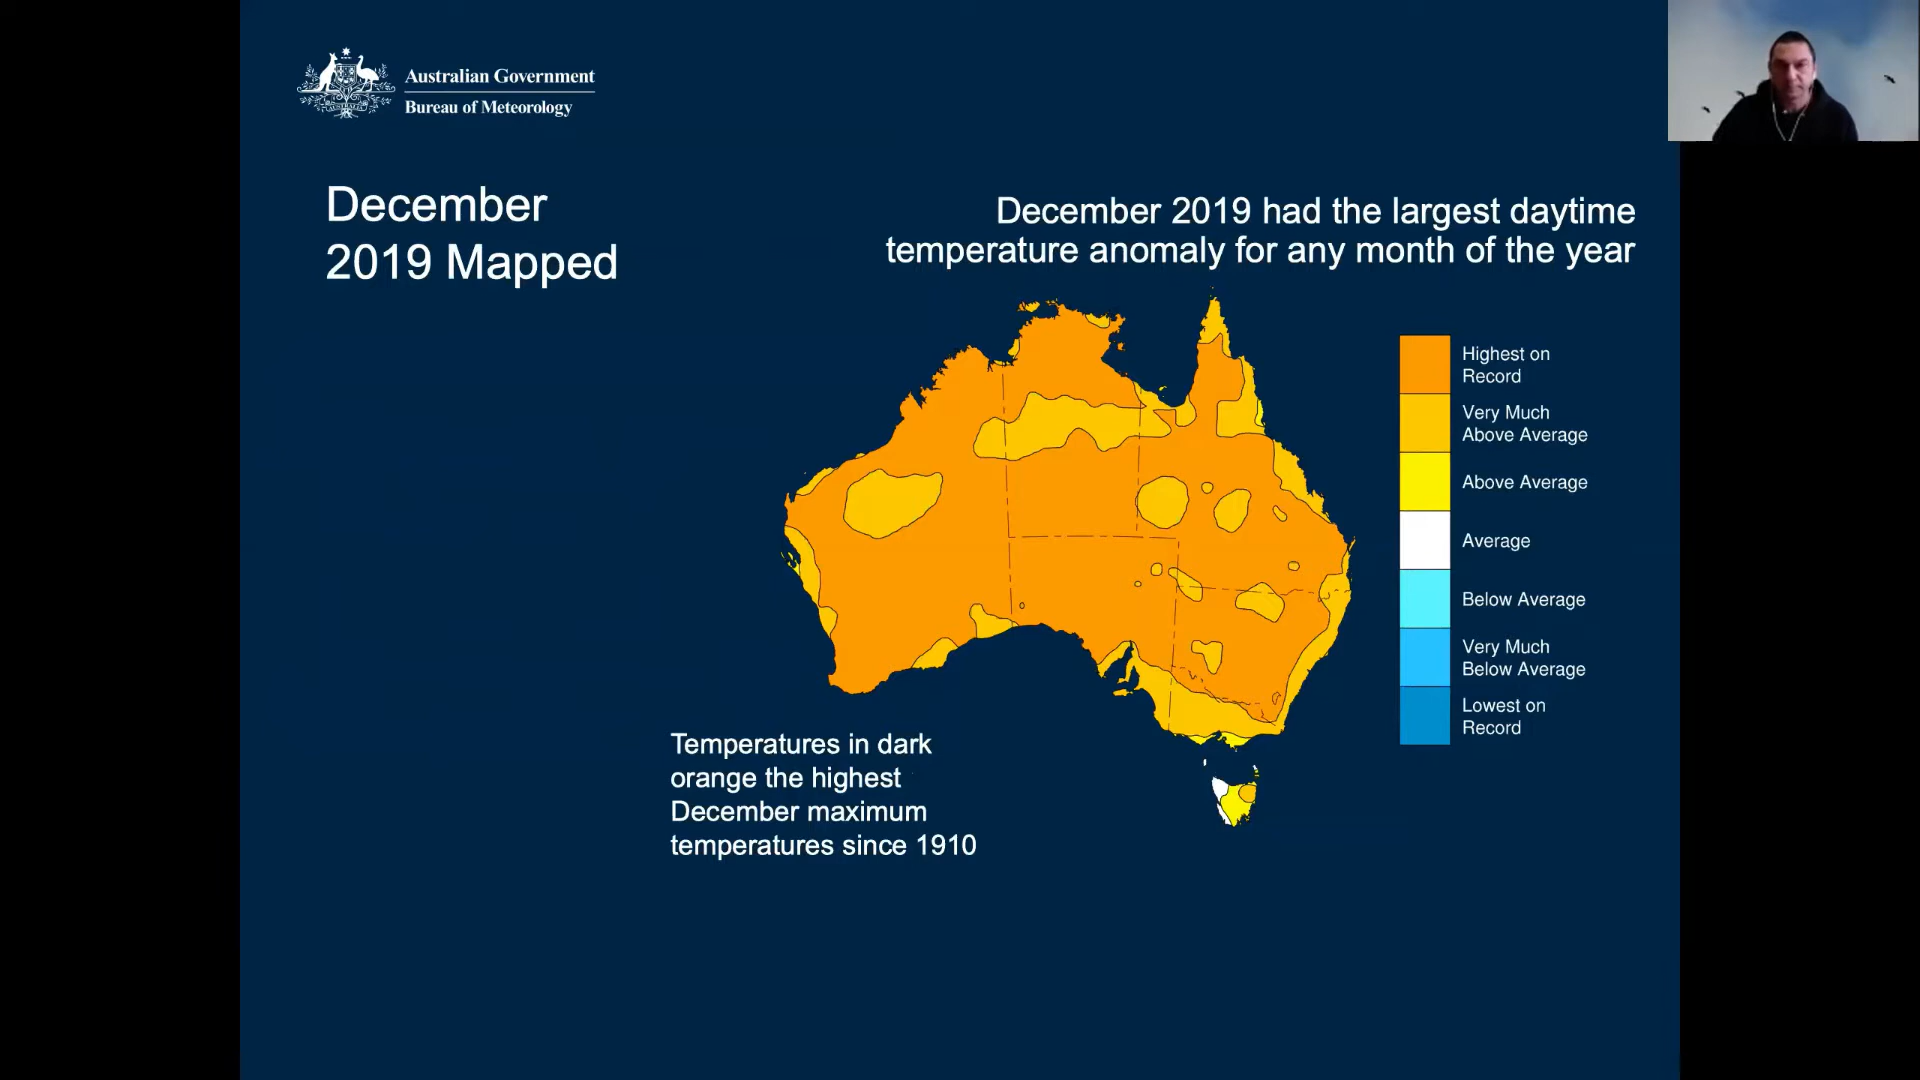 Australian Government
Bureau of Meteorology
December
2019 Mapped
December 2019 had the largest daytime
temperature anomaly for any month of the year
Highest on
Record
Very Much
Above Average
Above Average
Average
Below Average
Very Much
Below Average
Lowest on
Record
Temperatures in dark
orange the highest
December maximum
temperatures since 1910